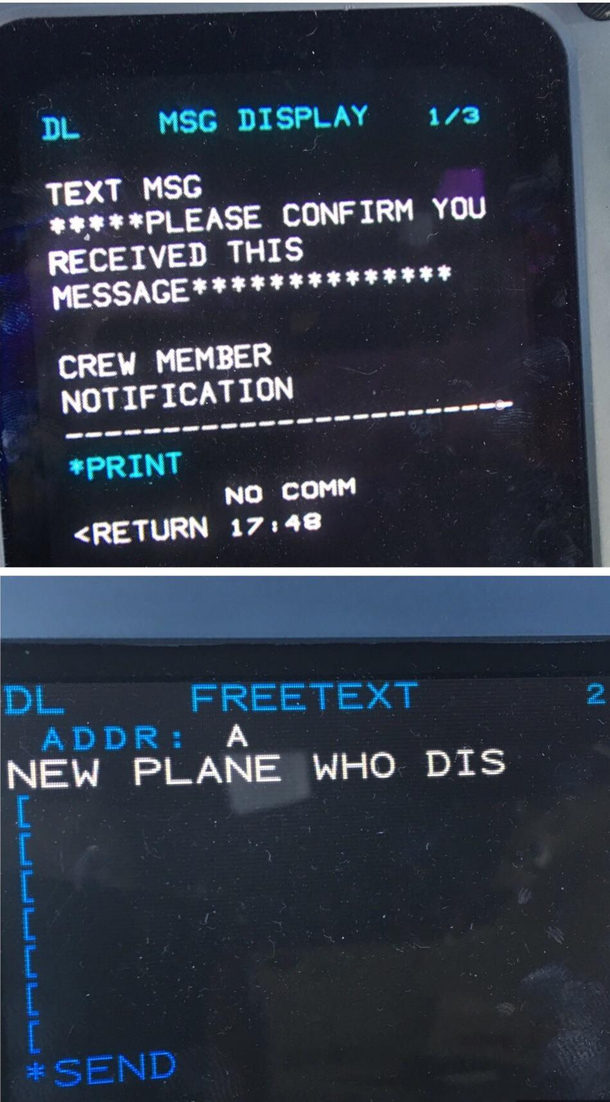 DL MSG DISPLAY 1/3
TEXT MSG
*****PLEASE CONFIRM YOU
RECEIVED THIS
MESSAGE**************
CREW MEMBER
NOTIFICATION
------------------------
*PRINT
NO COMM
<RETURN 17:48
DL FREETEXT 2
ADDR: A
NEW PLANE WHO DIS
[
[
[
[
[
[
[
*SEND